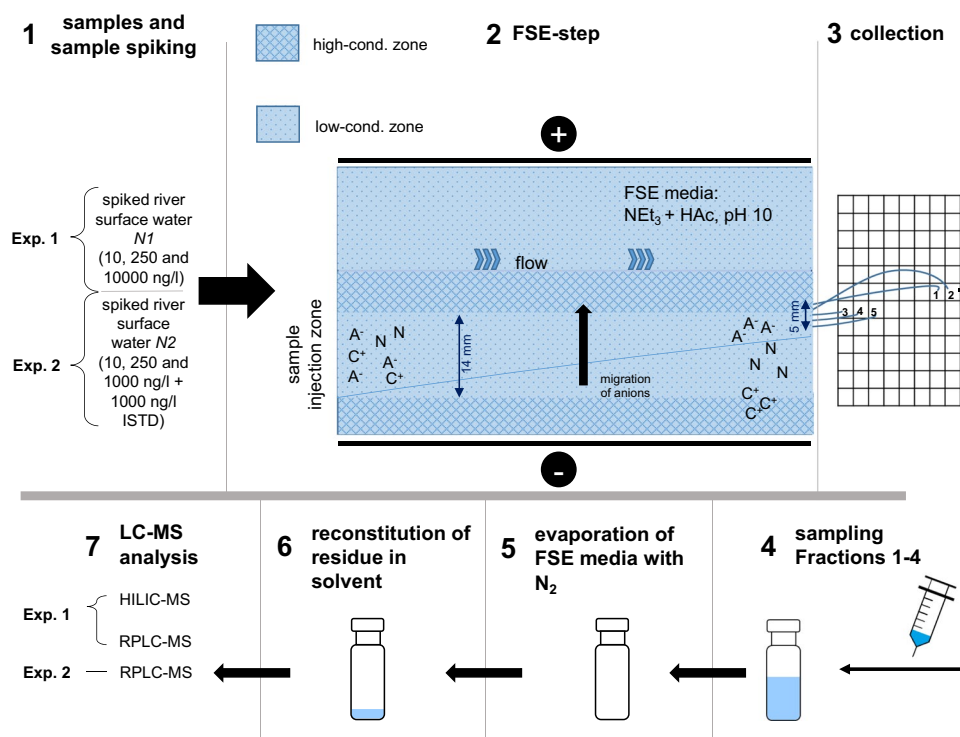 1 samples and
sample spiking
Exp. 1
spiked river
surface water
N1
(10, 250 and
10000 ng/l)
Exp. 2
spiked river
surface
water N2
(10, 250 and
1000 ng/l +
1000 ng/l
ISTD)
high-cond. zone
low-cond. zone
2 FSE-step
+
FSE media:
NEt₃ + HAc, pH 10
flow
sample
injection zone
A⁻ N N
C⁺ A⁻
A⁻ C⁺
14 mm
migration
of anions
5 mm
A⁻ A⁻
A⁻
N
N N
C⁺
C⁺ C⁺
-
3 collection
1 2
3 4 5
4 sampling
Fractions 1-4
5 evaporation of
FSE media with
N₂
6 reconstitution of
residue in
solvent
7 LC-MS
analysis
Exp. 1
HILIC-MS
RPLC-MS
Exp. 2 RPLC-MS